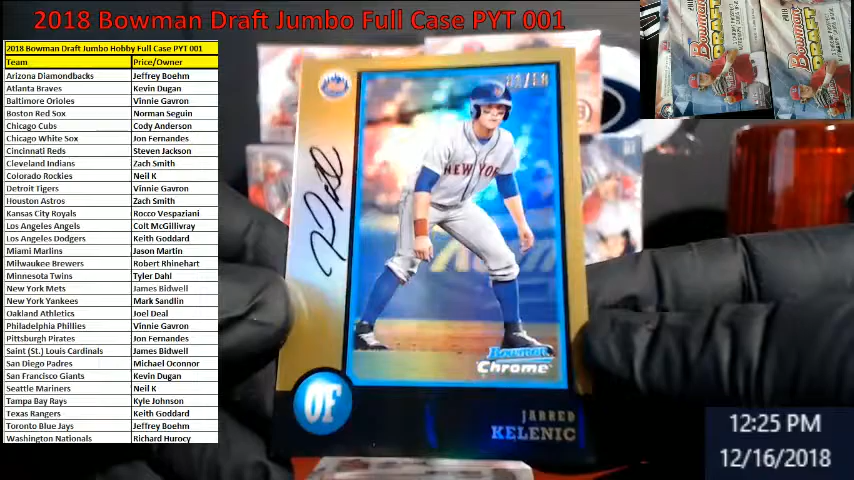 2018 Bowman Draft Jumbo Full Case PYT 001
2018 Bowman Draft Jumbo Hobby Full Case PYT 001
Team Price/Owner
Arizona Diamondbacks Jeffrey Boehm
Atlanta Braves Kevin Dugan
Baltimore Orioles Vinnie Gavron
Boston Red Sox Norman Seguin
Chicago Cubs Cody Anderson
Chicago White Sox Jon Fernandes
Cincinnati Reds Steven Jackson
Cleveland Indians Zach Smith
Colorado Rockies Neil K
Detroit Tigers Vinnie Gavron
Houston Astros Zach Smith
Kansas City Royals Rocco Vespaziani
Los Angeles Angels Colt McGillivray
Los Angeles Dodgers Keith Goddard
Miami Marlins Jason Martin
Milwaukee Brewers Robert Rhinehart
Minnesota Twins Tyler Dahl
New York Mets James Bidwell
New York Yankees Mark Sandlin
Oakland Athletics Joel Deal
Philadelphia Phillies Vinnie Gavron
Pittsburgh Pirates Jon Fernandes
Saint (St.) Louis Cardinals James Bidwell
San Diego Padres Michael Oconnor
San Francisco Giants Kevin Dugan
Seattle Mariners Neil K
Tampa Bay Rays Kyle Johnson
Texas Rangers Keith Goddard
Toronto Blue Jays Jeffrey Boehm
Washington Nationals Richard Hurocy
NEW YORK
Bowman
Chrome
OF
JARRED
KELENIC
Bowman
DRAFT
Bowman
DRAFT
12:25 PM
12/16/2018